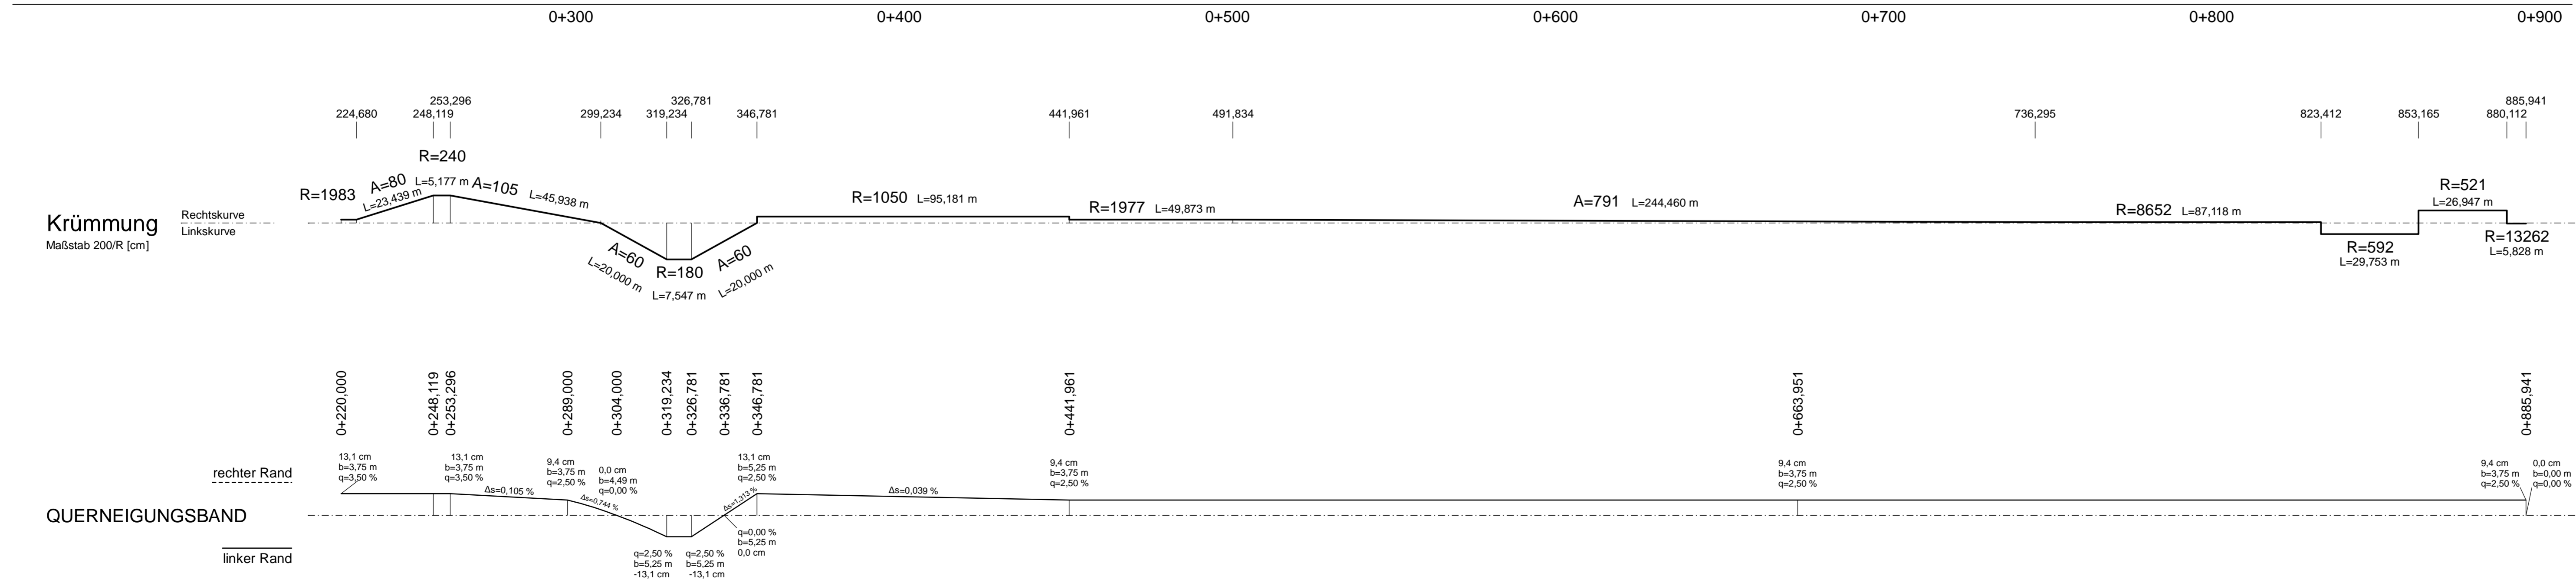 0+300 0+400 0+500 0+600 0+700 0+800 0+900
253,296 326,781 885,941
224,680 248,119 299,234 319,234 346,781 441,961 491,834 736,295 823,412 853,165 880,112
R=240
R=1983 A=80 L=23,439 m L=5,177 m A=105 L=45,938 m
R=1050 L=95,181 m
R=1977 L=49,873 m
A=791 L=244,460 m
R=8652 L=87,118 m
R=521
L=26,947 m
Krümmung
Maßstab 200/R [cm]
Rechtskurve
Linkskurve
A=60
L=20,000 m
R=180
L=7,547 m
A=60
L=20,000 m
R=592
L=29,753 m
R=13262
L=5,828 m
0+220,000
0+248,119
0+253,296
0+289,000
0+304,000
0+319,234
0+326,781
0+336,781
0+346,781
0+441,961
0+663,951
0+885,941
rechter Rand
QUERNEIGUNGSBAND
linker Rand
13,1 cm
b=3,75 m
q=3,50 %
13,1 cm
b=3,75 m
q=3,50 %
Δs=0,105 %
9,4 cm
b=3,75 m
q=2,50 %
Δs=0,744 %
0,0 cm
b=4,49 m
q=0,00 %
q=2,50 %
b=5,25 m
-13,1 cm
q=2,50 %
b=5,25 m
-13,1 cm
Δs=1,313 %
q=0,00 %
b=5,25 m
0,0 cm
13,1 cm
b=5,25 m
q=2,50 %
Δs=0,039 %
9,4 cm
b=3,75 m
q=2,50 %
9,4 cm
b=3,75 m
q=2,50 %
9,4 cm
b=3,75 m
q=2,50 %
0,0 cm
b=0,00 m
q=0,00 %